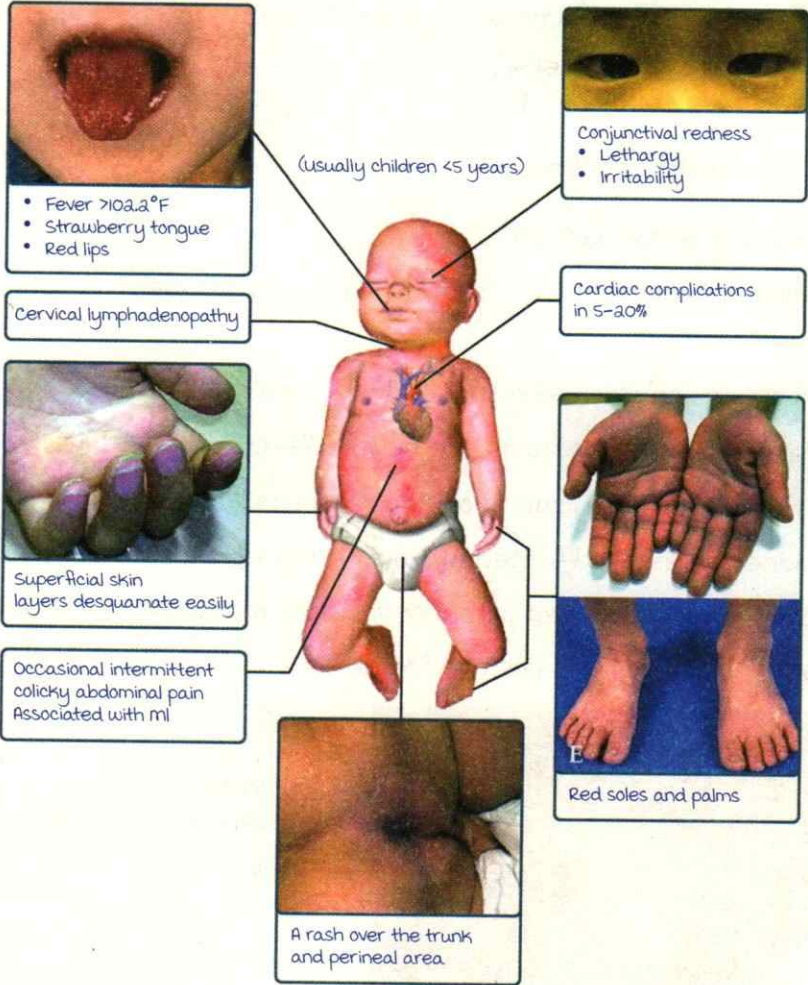 (usually children <5 years)
• Fever >102.2°F
• Strawberry tongue
• Red lips
Conjunctival redness
• Lethargy
• Irritability
Cervical lymphadenopathy
Cardiac complications
in 5-20%
Superficial skin
layers desquamate easily
Occasional intermittent
colicky abdominal pain
Associated with MI
E
Red soles and palms
A rash over the trunk
and perineal area